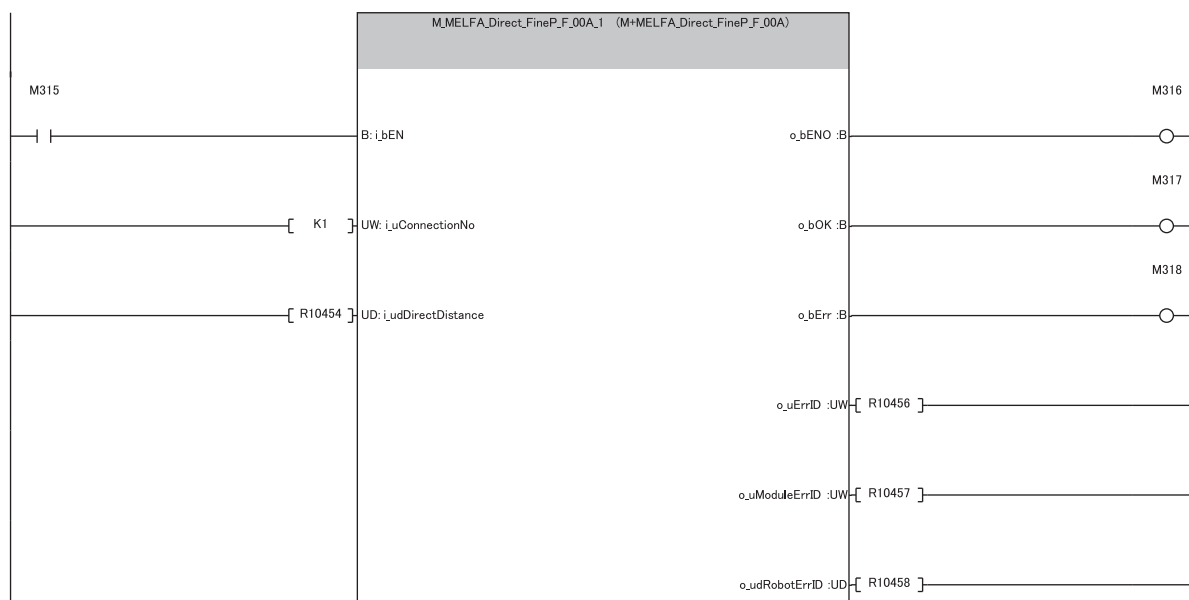 M_MELFA_Direct_FineP_F_00A_1 (M+MELFA_Direct_FineP_F_00A)
M315
M316
B: i_bEN
o_bENO :B
M317
K1
UW: i_uConnectionNo
o_bOK :B
M318
R10454
UD: i_udDirectDistance
o_bErr :B
o_uErrID :UW
R10456
o_uModuleErrID :UW
R10457
o_udRobotErrID :UD
R10458